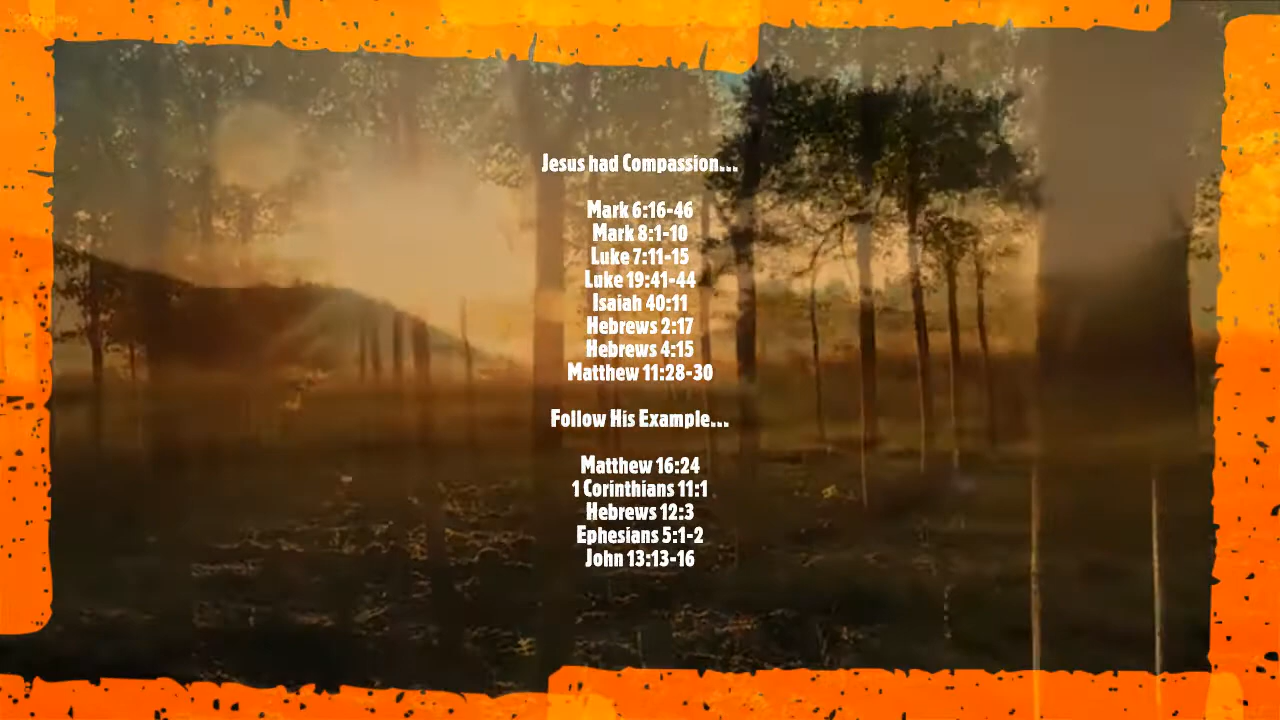 Jesus had Compassion...
Mark 6:16-46
Mark 8:1-10
Luke 7:11-15
Luke 19:41-44
Isaiah 40:11
Hebrews 2:17
Hebrews 4:15
Matthew 11:28-30
Follow His Example...
Matthew 16:24
1 Corinthians 11:1
Hebrews 12:3
Ephesians 5:1-2
John 13:13-16